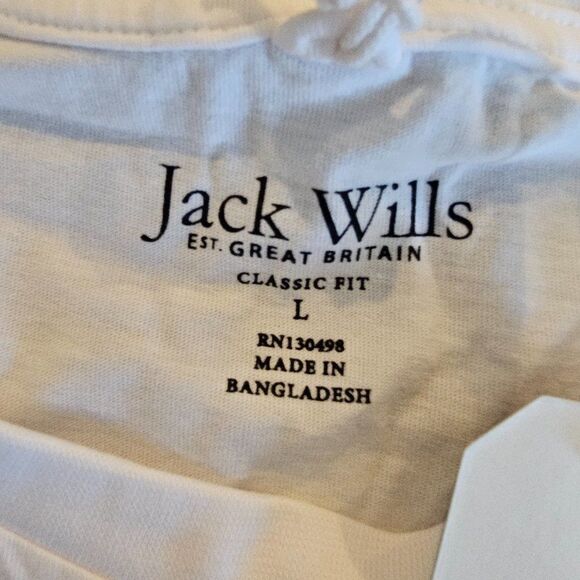 Jack Wills
EST. GREAT BRITAIN
CLASSIC FIT
L
RN130498
MADE IN
BANGLADESH